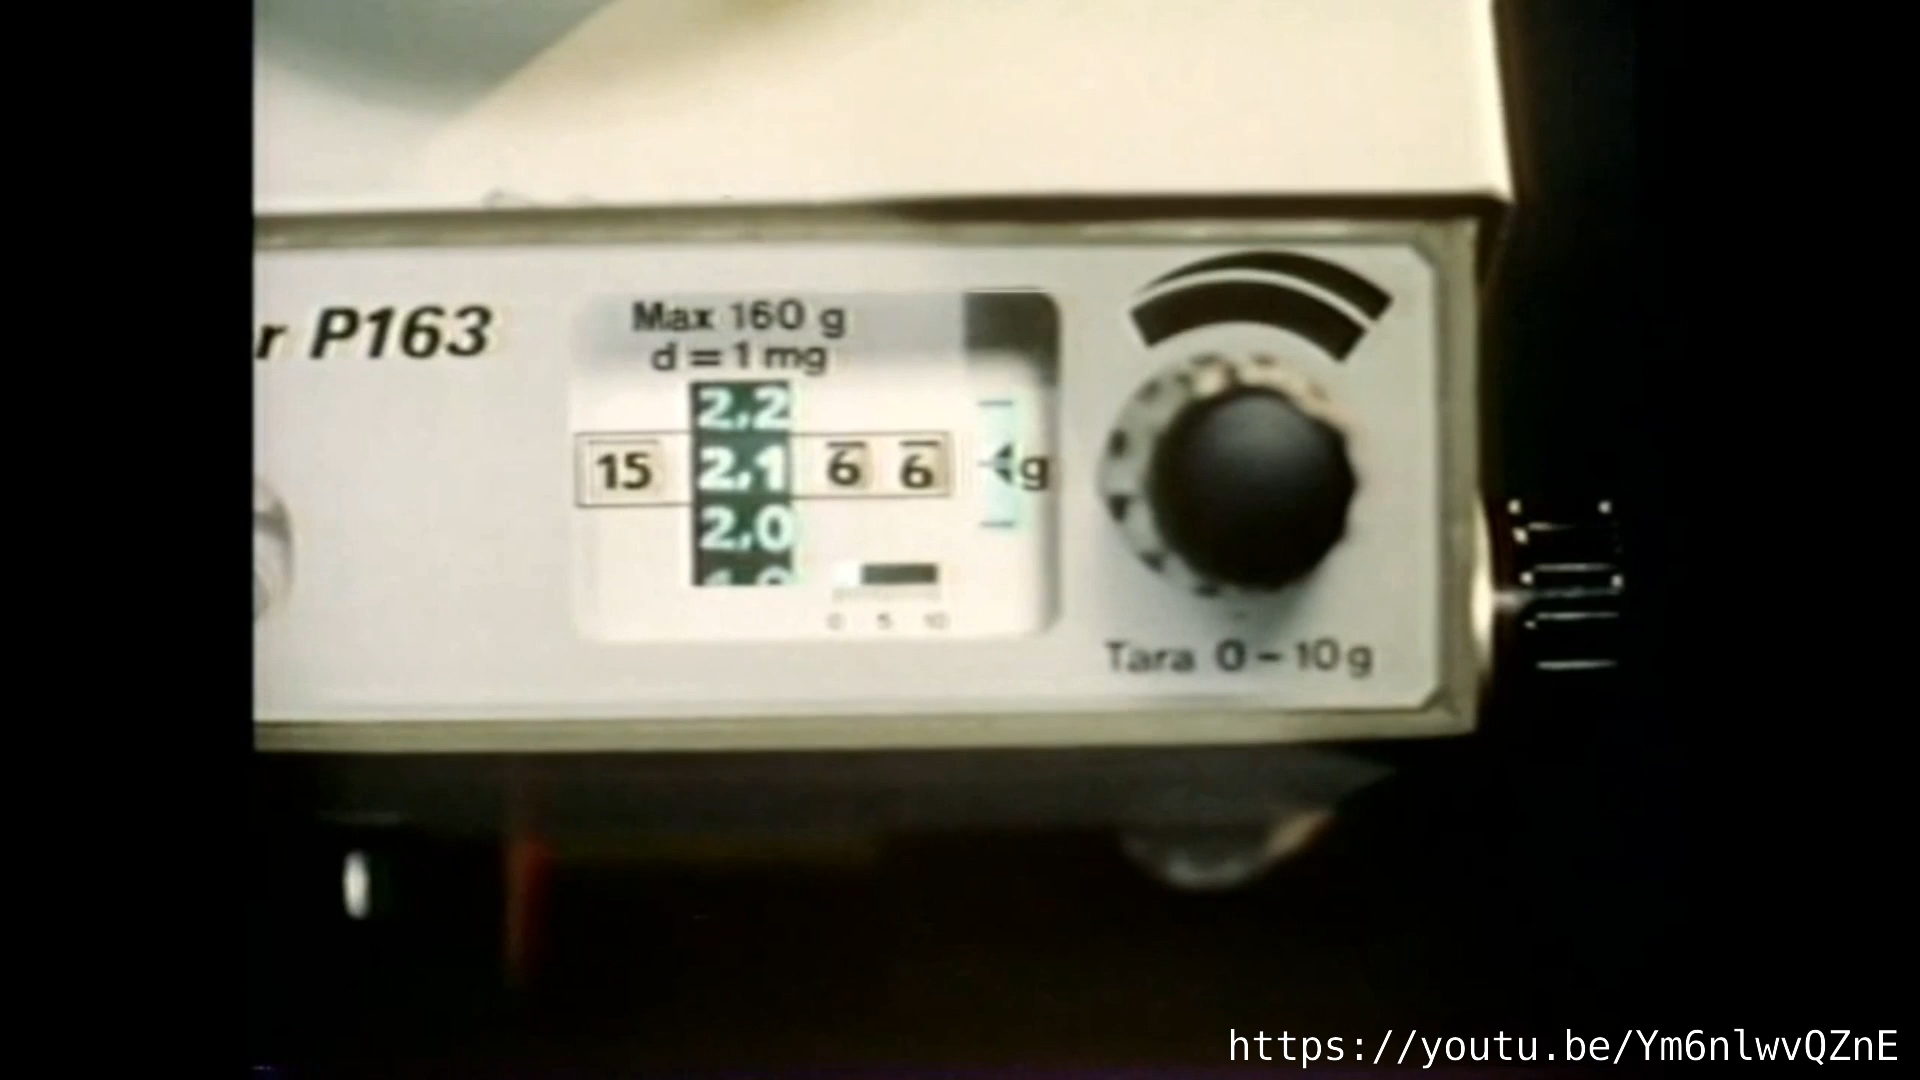 r P163
Max 160 g
d = 1 mg
2,2
15 2,1 6 6 g
2,0
0 5 10
Tara 0 – 10 g
https://youtu.be/Ym6nlwvQZnE